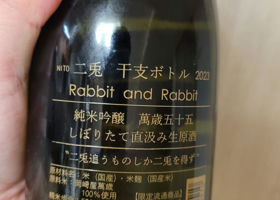 NITO 二兎 干支ボトル 2023
Rabbit and Rabbit
純米吟醸 萬歳五十五
しぼりたて直汲み生原酒
"二兎追うものしか二兎を得ず"
原材料名：米（国産）・米麹（国産米）
原料米：岡崎産萬歳
100%使用 【限定流通商品】